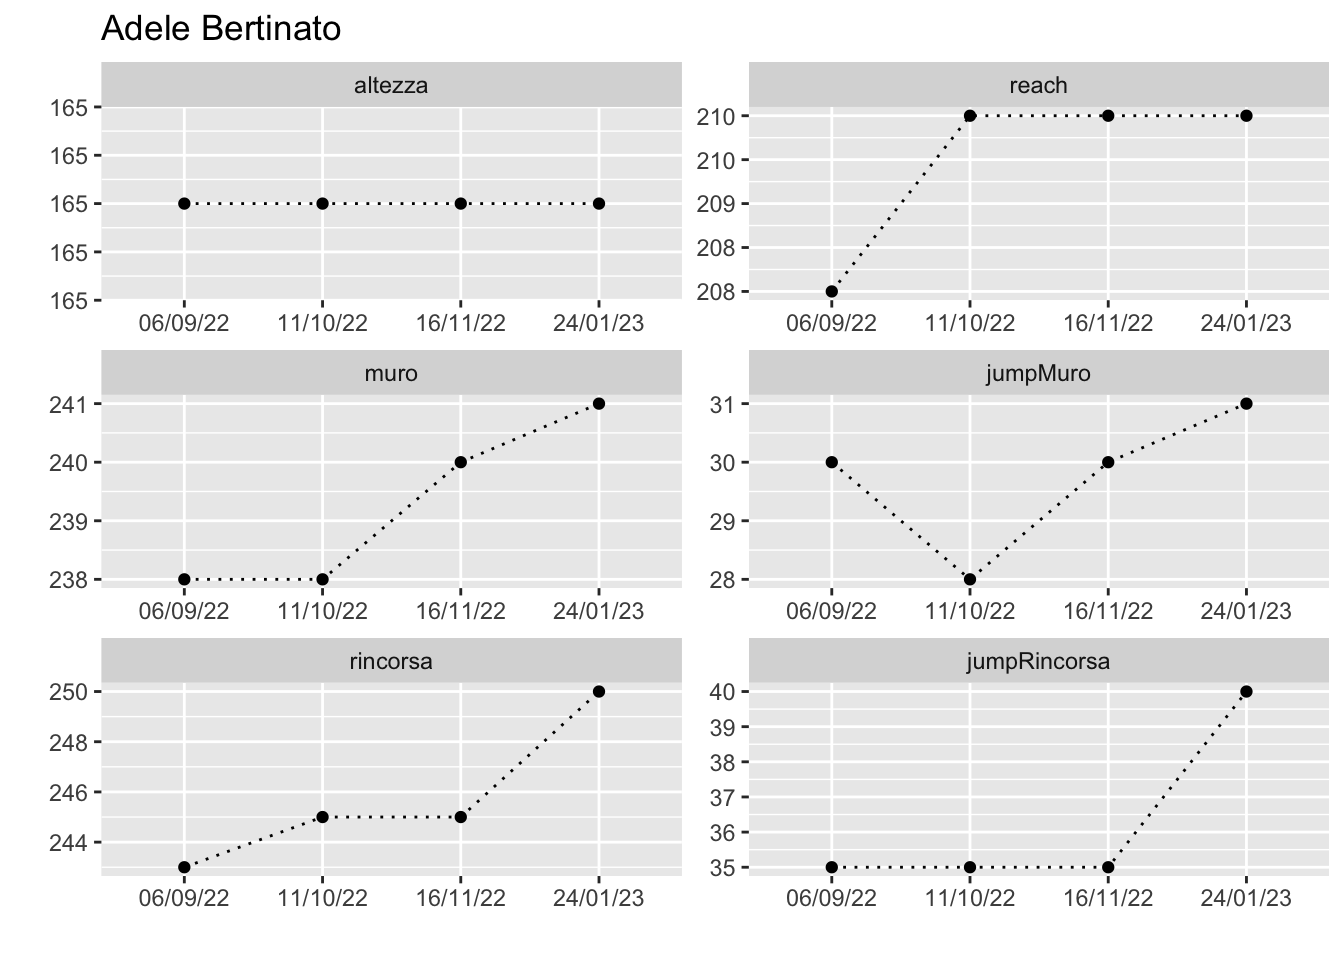 Adele Bertinato
altezza
165
165
165
165
165
06/09/22 11/10/22 16/11/22 24/01/23
reach
210
210
209
208
208
06/09/22 11/10/22 16/11/22 24/01/23
muro
241
240
239
238
06/09/22 11/10/22 16/11/22 24/01/23
jumpMuro
31
30
29
28
06/09/22 11/10/22 16/11/22 24/01/23
rincorsa
250
248
246
244
06/09/22 11/10/22 16/11/22 24/01/23
jumpRincorsa
40
39
38
37
36
35
06/09/22 11/10/22 16/11/22 24/01/23